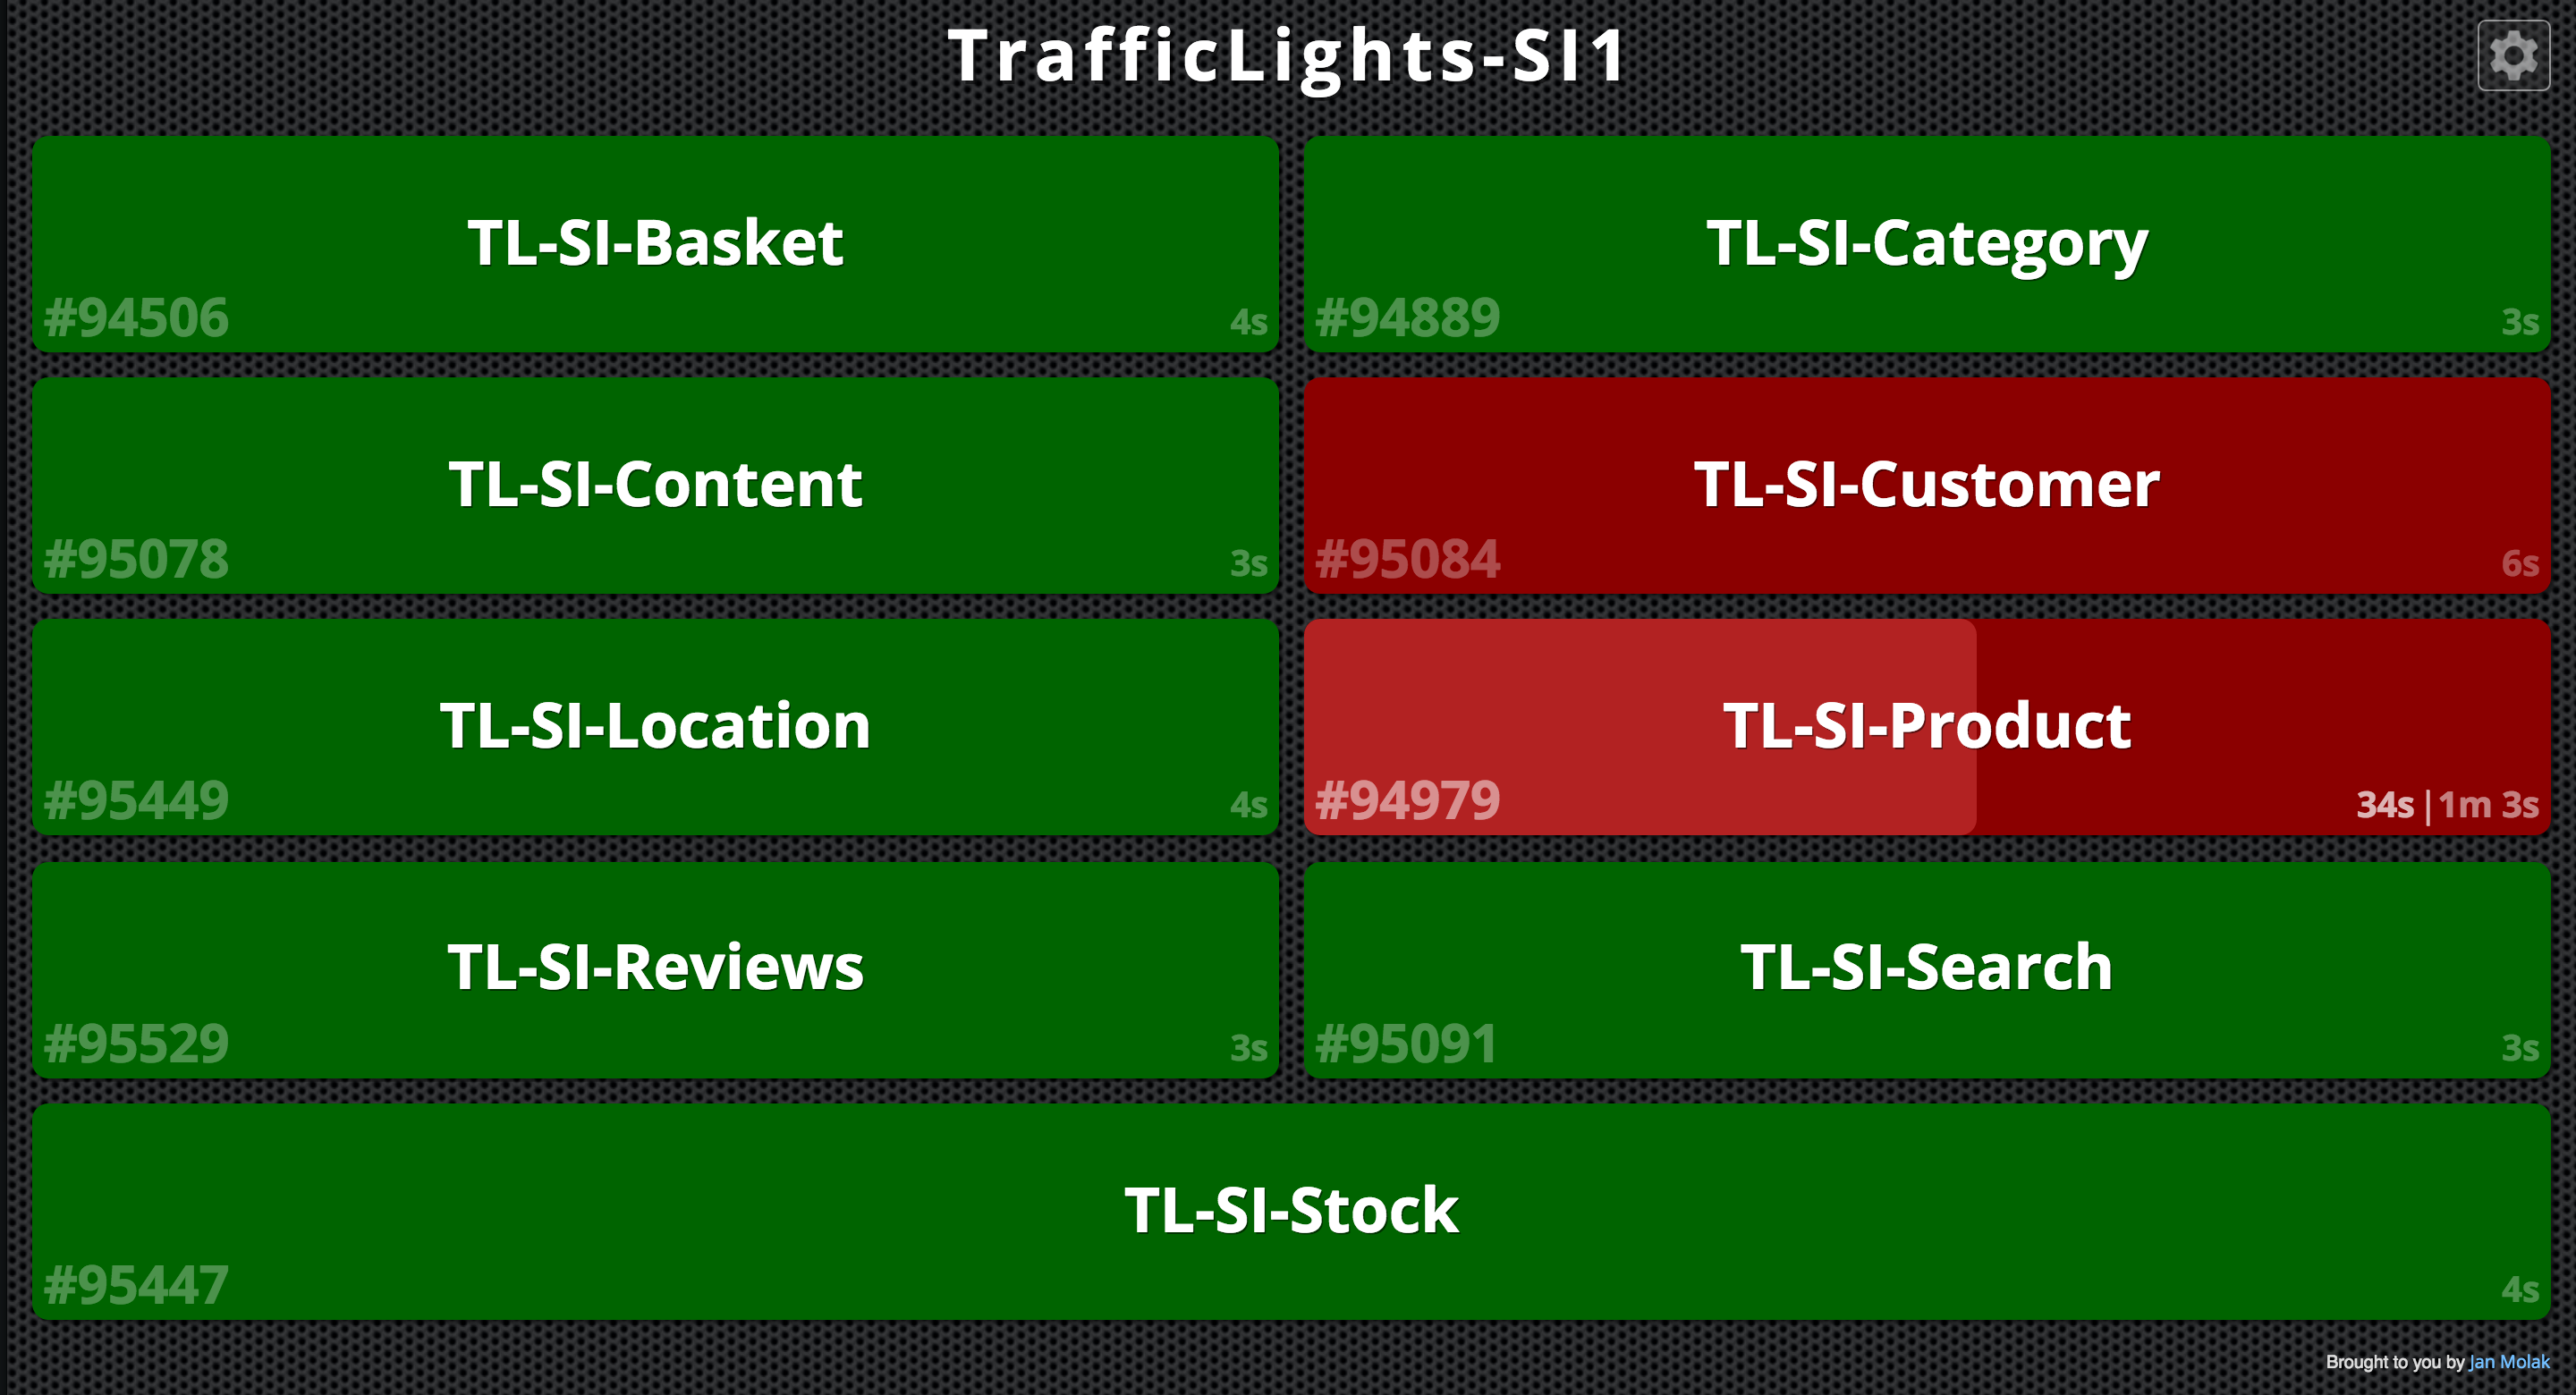 TrafficLights-SI1
TL-SI-Basket
#94506 4s
TL-SI-Category
#94889 3s
TL-SI-Content
#95078 3s
TL-SI-Customer
#95084 6s
TL-SI-Location
#95449 4s
TL-SI-Product
#94979 34s |1m 3s
TL-SI-Reviews
#95529 3s
TL-SI-Search
#95091 3s
TL-SI-Stock
#95447 4s
Brought to you by Jan Molak